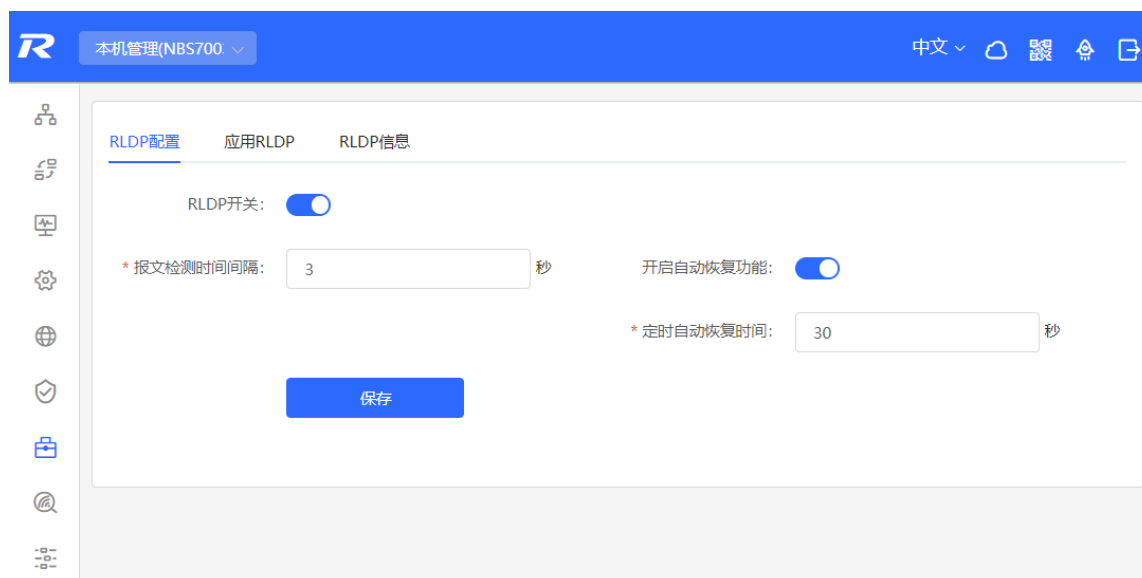 本机管理(NBS700:
中文
RLDP配置 应用RLDP RLDP信息
RLDP开关:
* 报文检测时间间隔: 3 秒 开启自动恢复功能:
* 定时自动恢复时间: 30 秒
保存